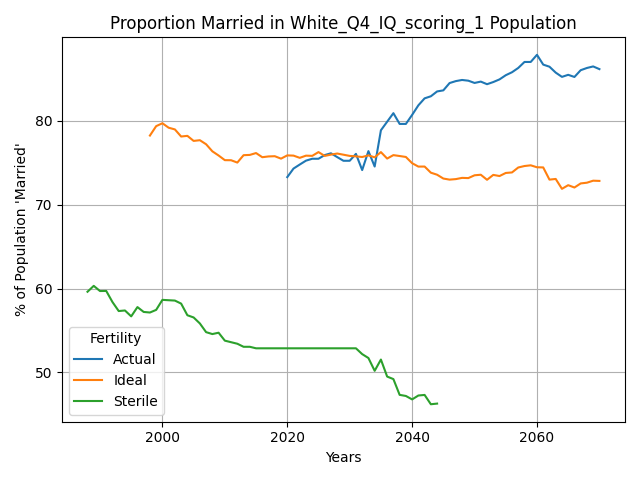 Proportion Married in White_Q4_IQ_scoring_1 Population
% of Population 'Married'
80
70
60
50
Fertility
Actual
Ideal
Sterile
2000
2020
2040
2060
Years